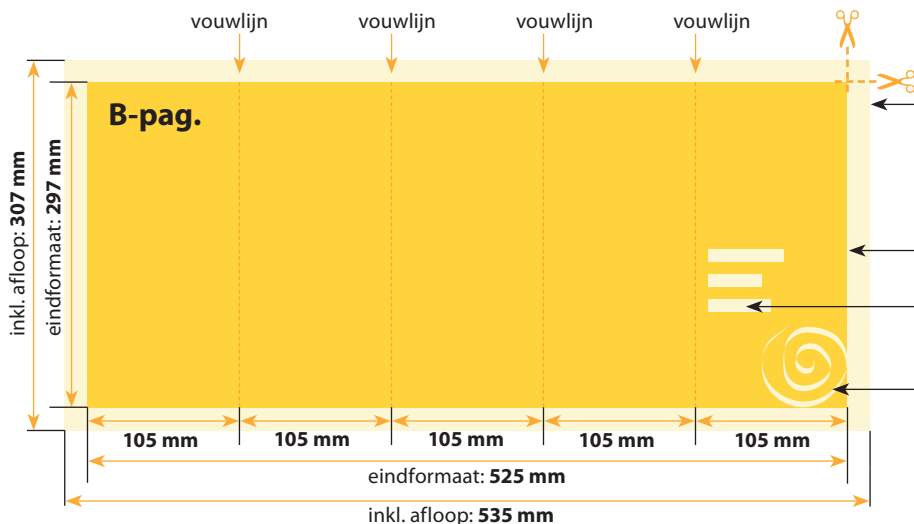 vouwlijn vouwlijn vouwlijn vouwlijn
B-pag.
inkl. afloop: 307 mm
eindformaat: 297 mm
105 mm 105 mm 105 mm 105 mm 105 mm
eindformaat: 525 mm
inkl. afloop: 535 mm